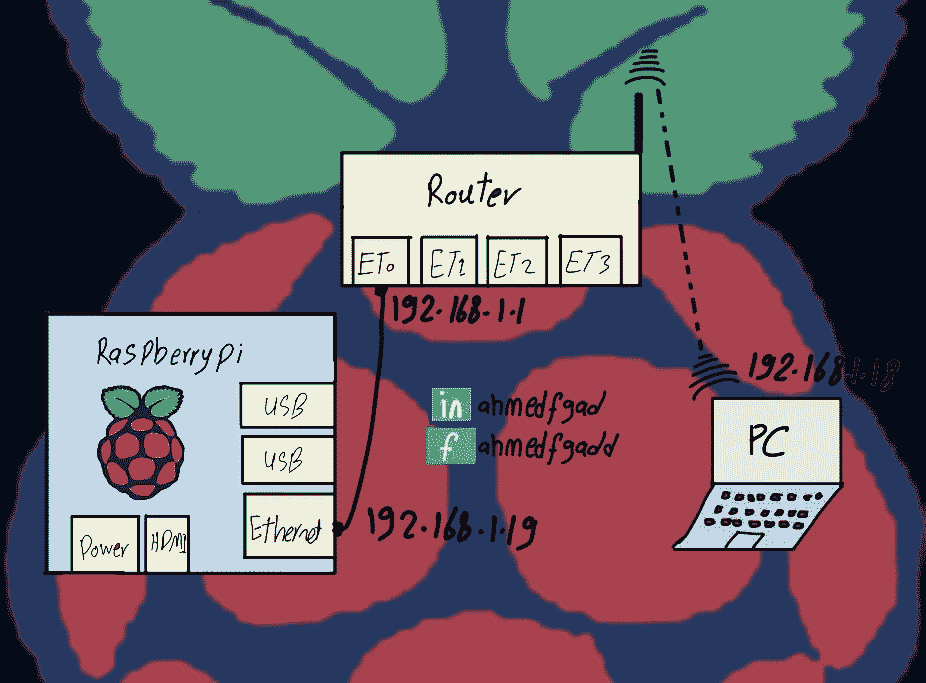 Router
ET0 ET1 ET2 ET3
192.168.1.1
Raspberrypi
USB
USB
Ethernet
Power HDMI
192.168.1.19
in ahmedfgad
f ahmedfgadd
192.168.1.18
PC